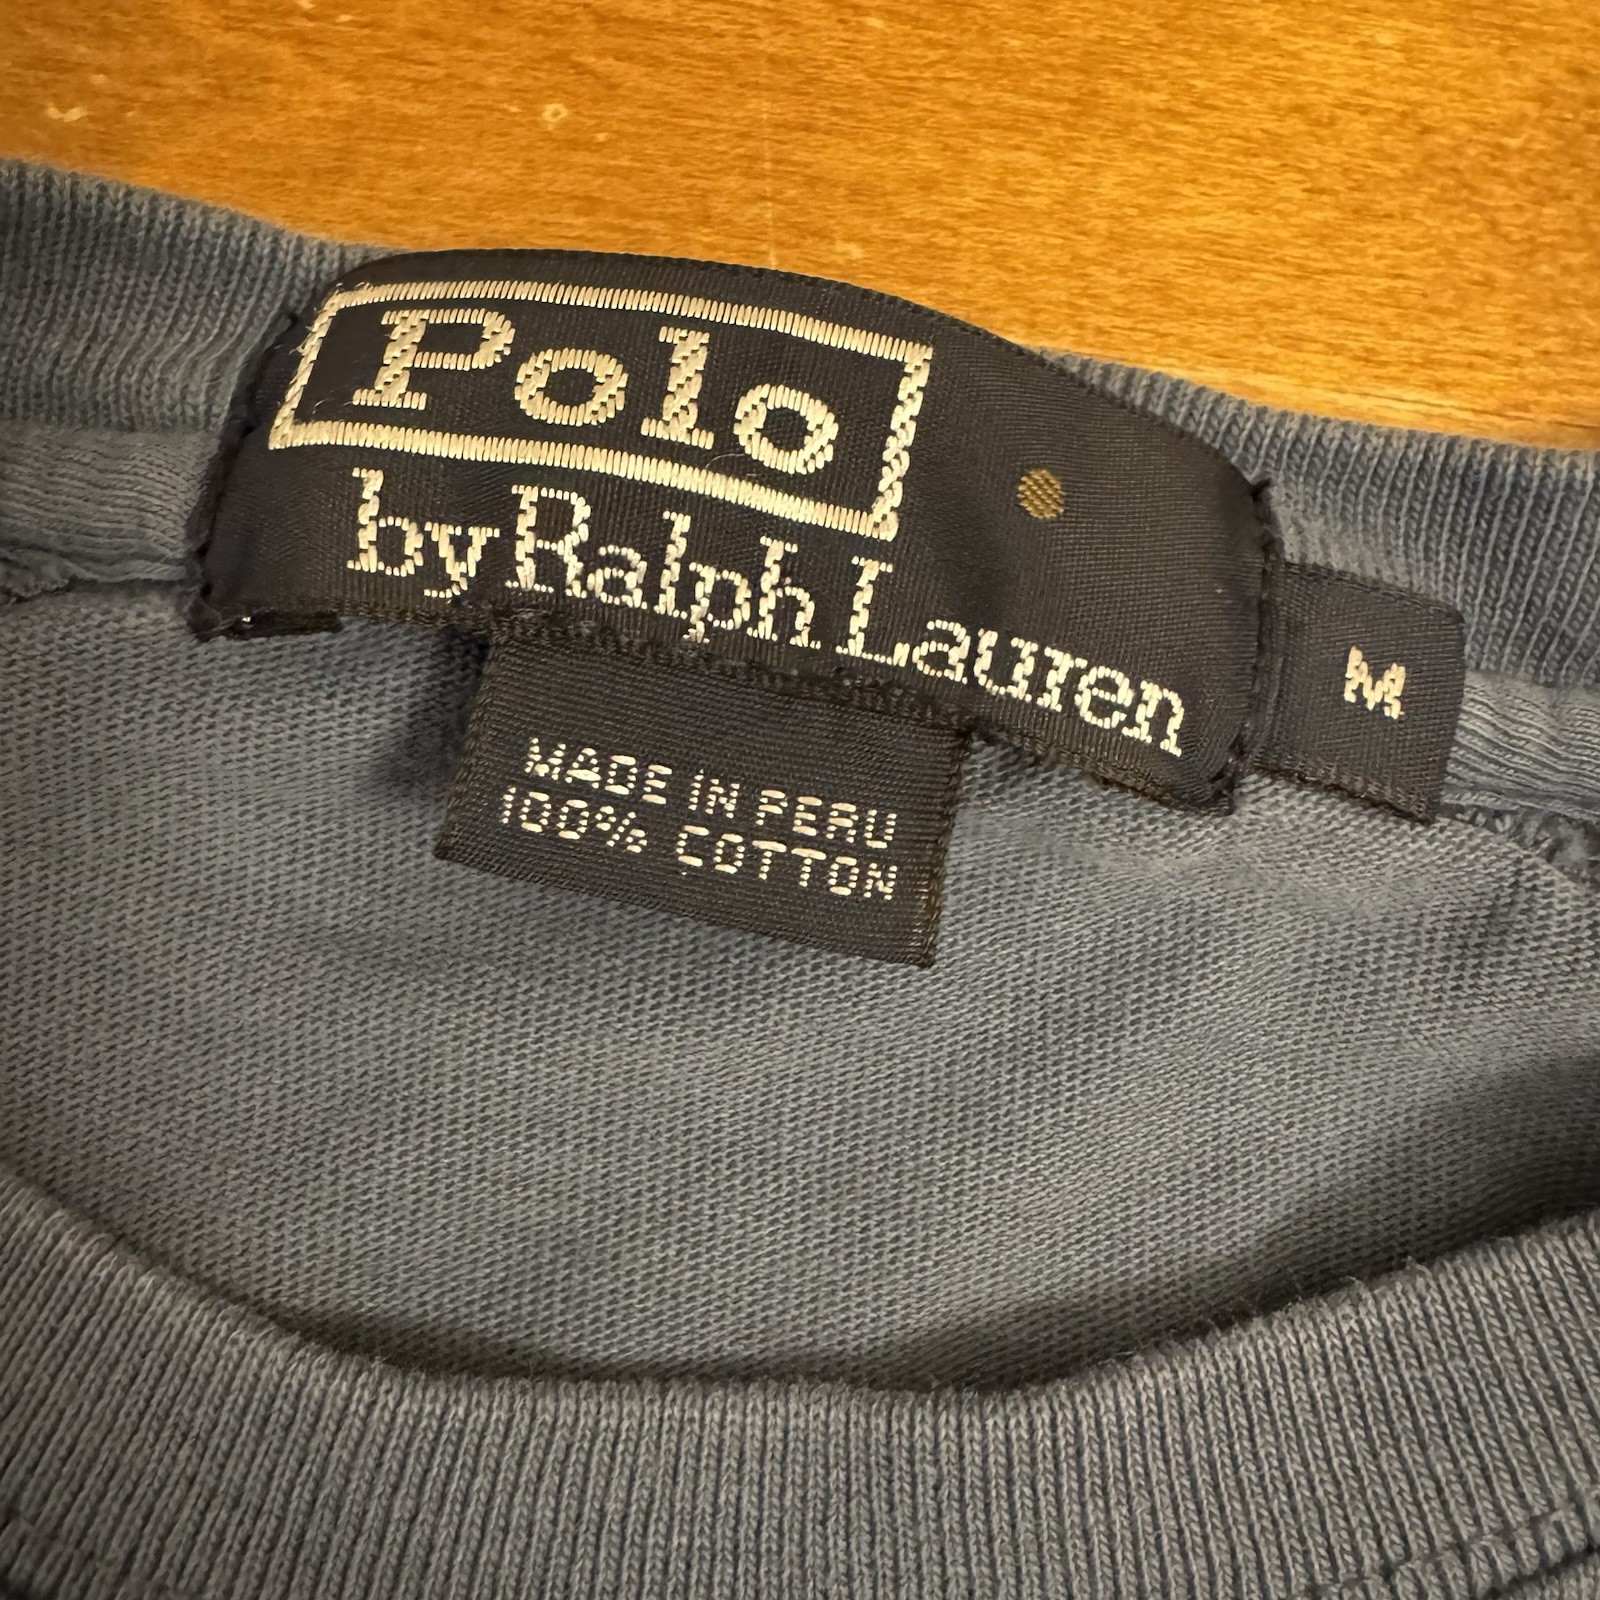 Polo
by Ralph Lauren
M
MADE IN PERU
100% COTTON